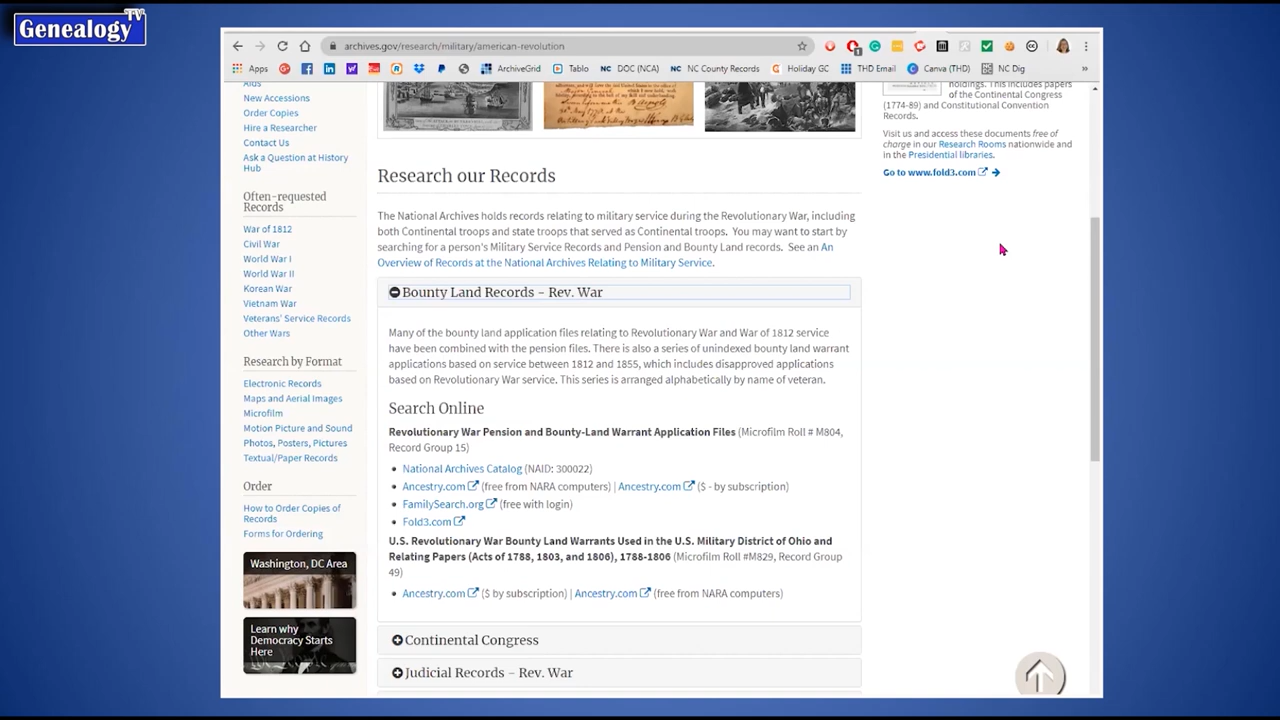 Genealogy TV
archives.gov/research/military/american-revolution
1
Apps
ArchiveGrid
Tablo
NC DOC (NCA)
NC NC County Records
Holiday GC
THD Email
Canva (THD)
NC Dig
»
Aids
New Accessions
Order Copies
Hire a Researcher
Contact Us
Ask a Question at History
Hub
Often-requested
Records
War of 1812
Civil War
World War I
World War II
Korean War
Vietnam War
Veterans' Service Records
Other Wars
Research by Format
Electronic Records
Maps and Aerial Images
Microfilm
Motion Picture and Sound
Photos, Posters, Pictures
Textual/Paper Records
Order
How to Order Copies of
Records
Forms for Ordering
Washington, DC Area
Learn why
Democracy Starts
Here
Research our Records
The National Archives holds records relating to military service during the Revolutionary War, including
both Continental troops and state troops that served as Continental troops. You may want to start by
searching for a person's Military Service Records and Pension and Bounty Land records. See an An
Overview of Records at the National Archives Relating to Military Service.
Bounty Land Records - Rev. War
Many of the bounty land application files relating to Revolutionary War and War of 1812 service
have been combined with the pension files. There is also a series of unindexed bounty land warrant
applications based on service between 1812 and 1855, which includes disapproved applications
based on Revolutionary War service. This series is arranged alphabetically by name of veteran.
Search Online
Revolutionary War Pension and Bounty-Land Warrant Application Files (Microfilm Roll # M804,
Record Group 15)
• National Archives Catalog (NAID: 300022)
• Ancestry.com (free from NARA computers) | Ancestry.com ($ - by subscription)
• FamilySearch.org (free with login)
• Fold3.com
U.S. Revolutionary War Bounty Land Warrants Used in the U.S. Military District of Ohio and
Relating Papers (Acts of 1788, 1803, and 1806), 1788-1806 (Microfilm Roll #M829, Record Group
49)
• Ancestry.com ($ by subscription) | Ancestry.com (free from NARA computers)
Continental Congress
Judicial Records - Rev. War
holdings. This includes papers
of the Continental Congress
(1774-89) and Constitutional Convention
Records.
Visit us and access these documents free of
charge in our Research Rooms nationwide and
in the Presidential libraries.
Go to www.fold3.com